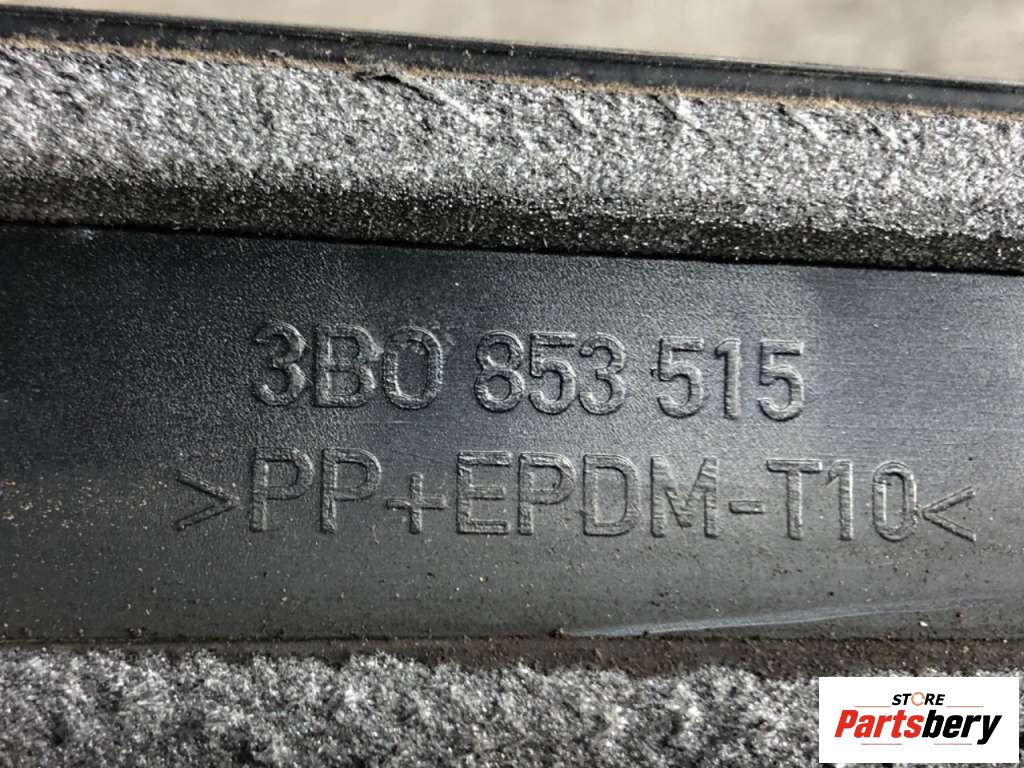 3B0 853 515
>PP+EPDM-T10<
STORE
Partsbery